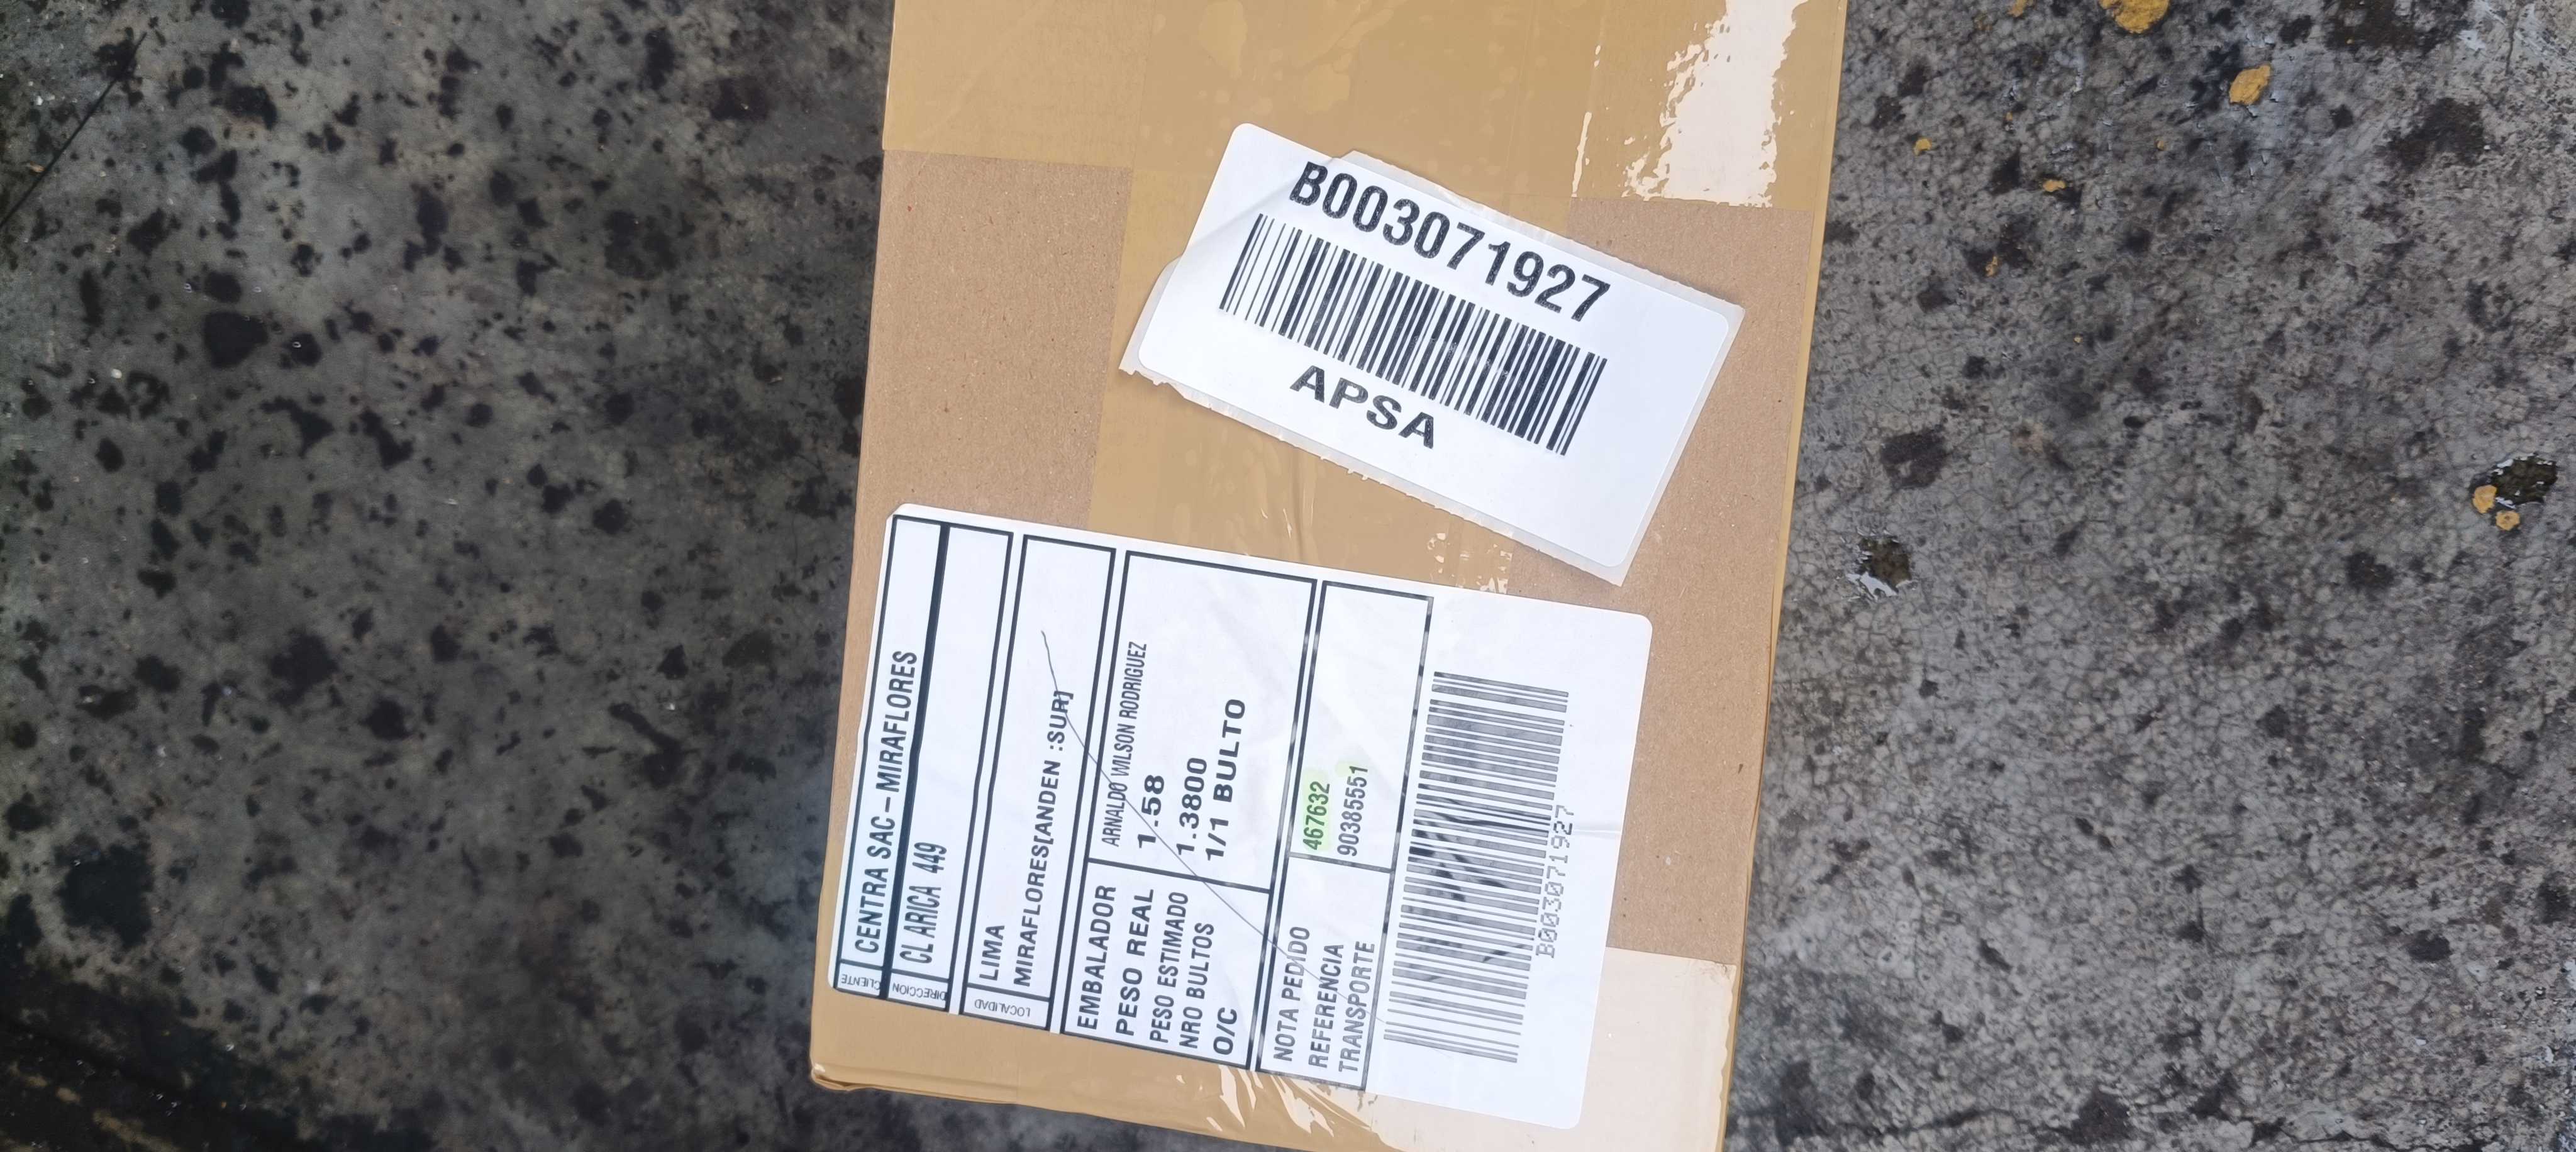 B003071927
APSA
CLIENTE CENTRA SAC - MIRAFLORES
DIRECCION CL ARICA 449
LOCALIDAD LIMA
MIRAFLORES[ANDEN :SUR]
EMBALADOR ARNALDO WILSON RODRIGUEZ
PESO REAL 1.58
PESO ESTIMADO 1.3800
NRO BULTOS 1/1 BULTO
O/C
NOTA PEDIDO 467632
REFERENCIA 90385551
TRANSPORTE
B003071927